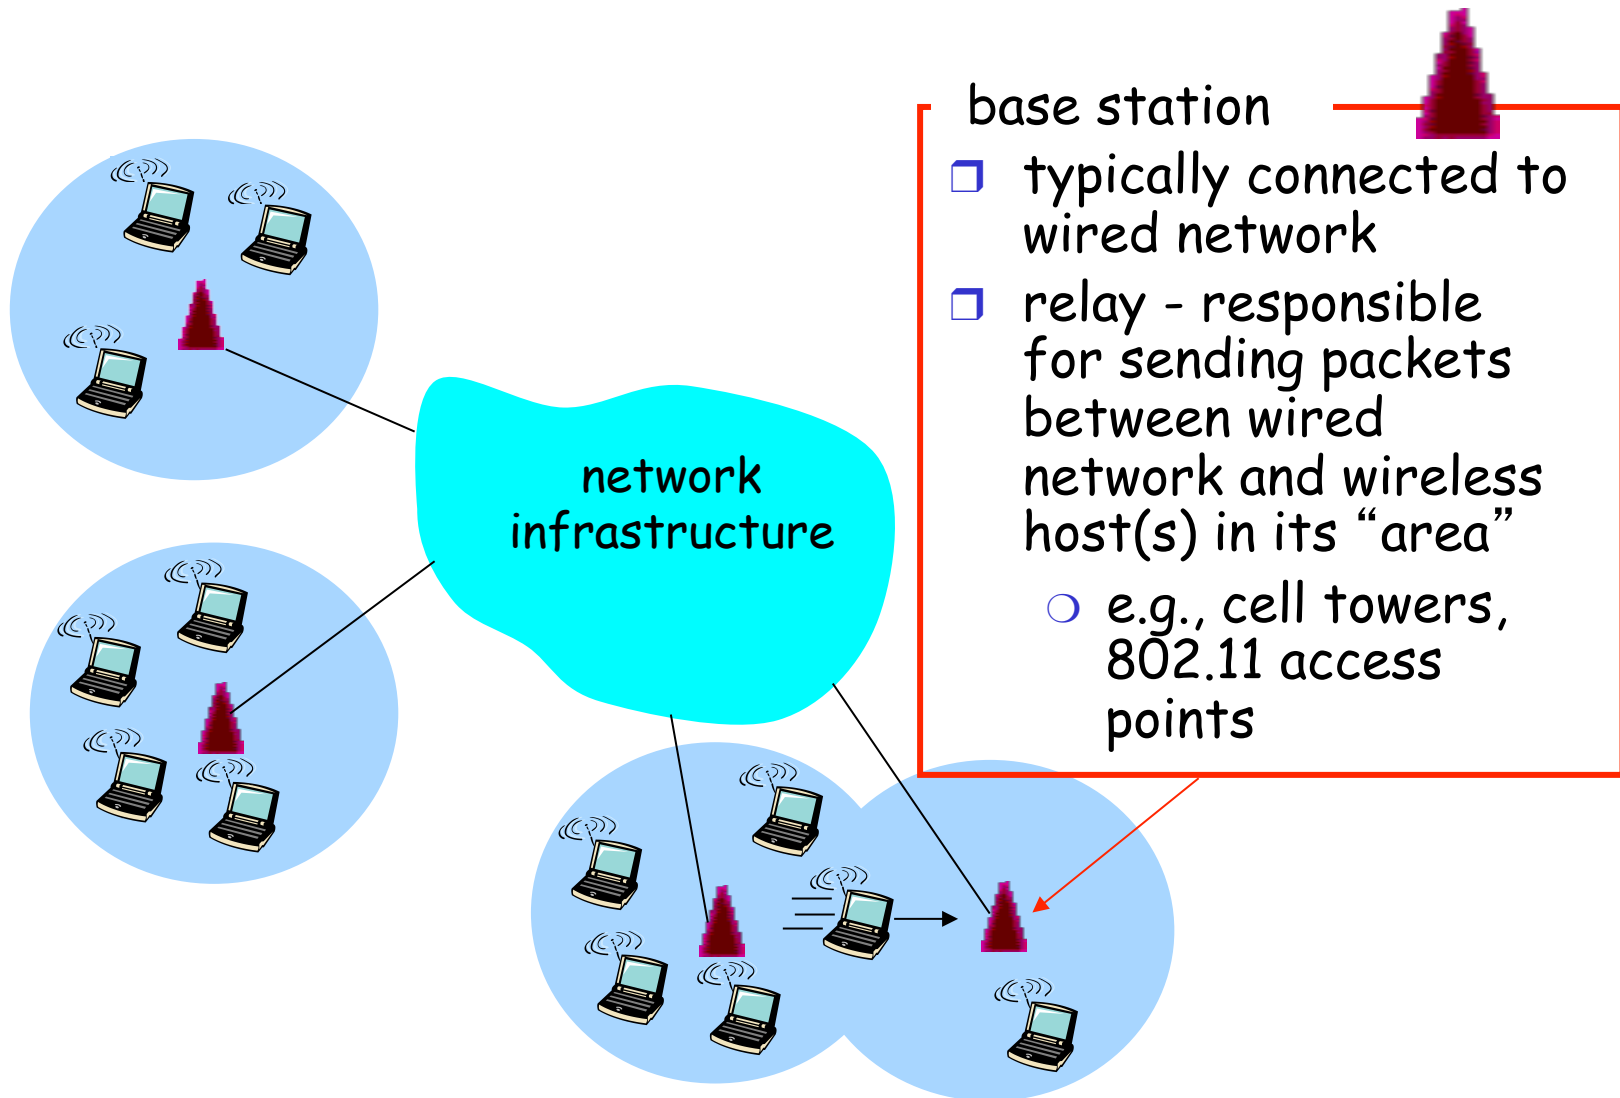 base station
typically connected to
wired network
relay - responsible
for sending packets
between wired
network and wireless
host(s) in its “area”
e.g., cell towers,
802.11 access
points
network
infrastructure